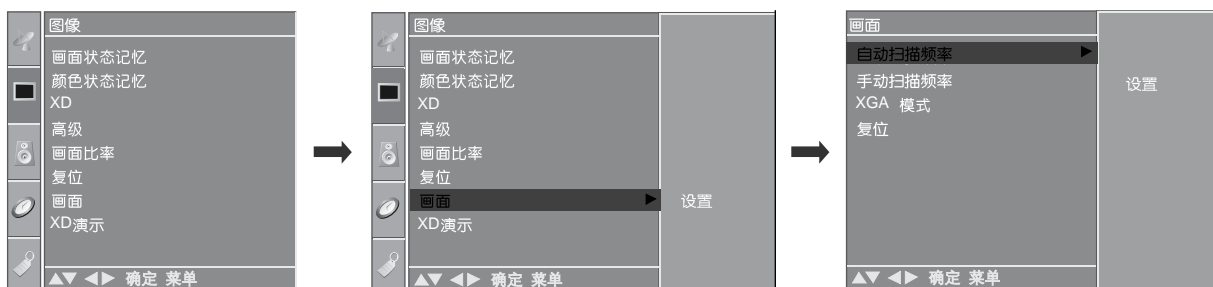 图像
画面状态记忆
颜色状态记忆
XD
高级
画面比率
复位
画面
XD演示
▲▼ ◀▶ 确定 菜单
图像
画面状态记忆
颜色状态记忆
XD
高级
画面比率
复位
画面 ▶
XD演示
▲▼ ◀▶ 确定 菜单
设置
画面
自动扫描频率 ▶
手动扫描频率
XGA 模式
复位
▲▼ ◀▶ 确定 菜单
设置